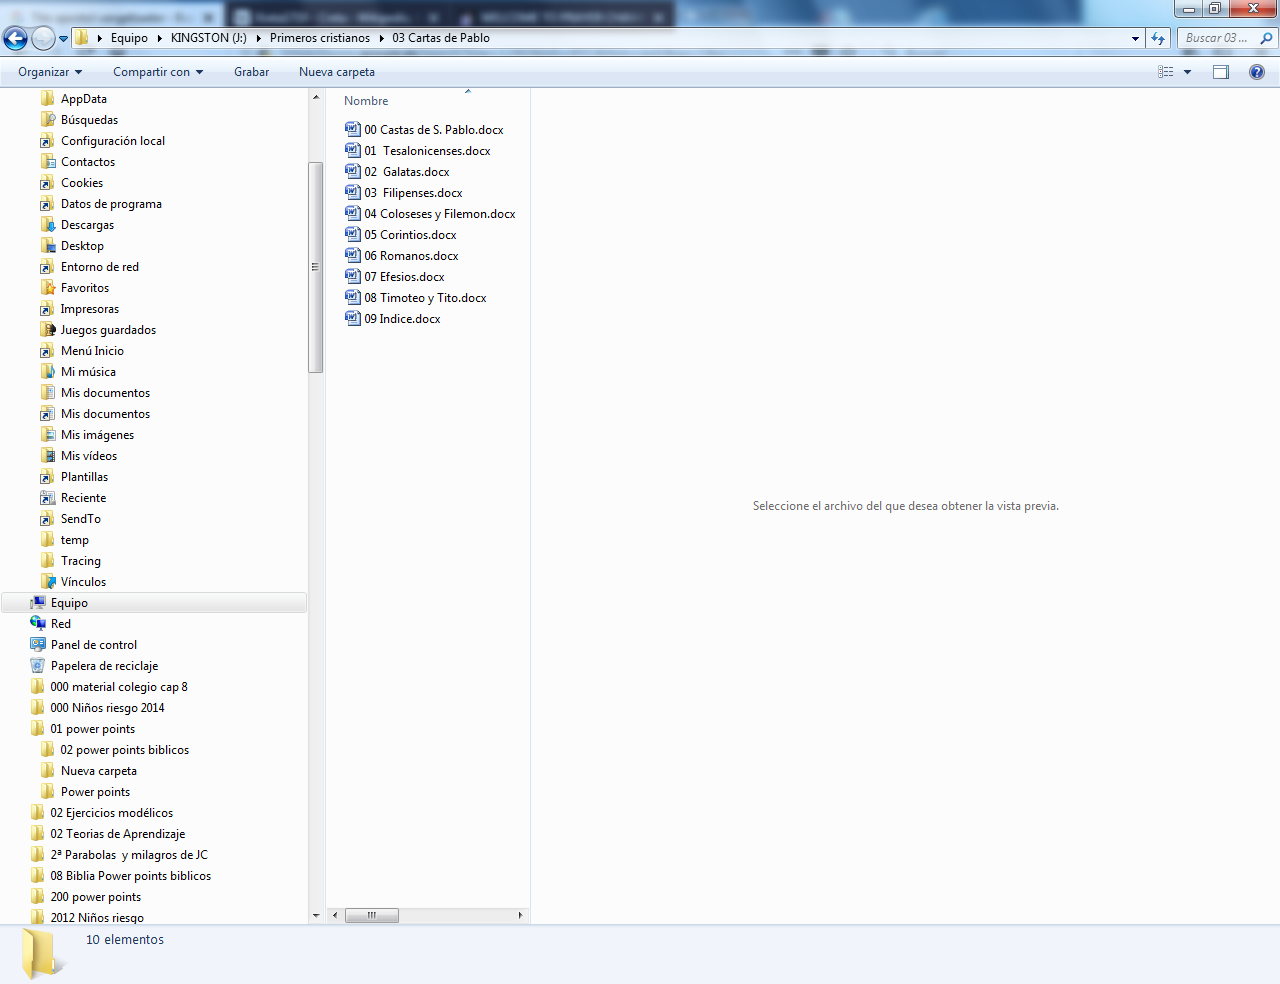 Equipo KINGSTON (J:) Primeros cristianos 03 Cartas de Pablo
Buscar 03 ...
Organizar Compartir con Grabar Nueva carpeta
AppData
Búsquedas
Configuración local
Contactos
Cookies
Datos de programa
Descargas
Desktop
Entorno de red
Favoritos
Impresoras
Juegos guardados
Menú Inicio
Mi música
Mis documentos
Mis documentos
Mis imágenes
Mis vídeos
Plantillas
Reciente
SendTo
temp
Tracing
Vínculos
Equipo
Red
Panel de control
Papelera de reciclaje
000 material colegio cap 8
000 Niños riesgo 2014
01 power points
02 power points biblicos
Nueva carpeta
Power points
02 Ejercicios modélicos
02 Teorias de Aprendizaje
2ª Parabolas  y milagros de JC
08 Biblia Power points biblicos
200 power points
2012 Niños riesgo
Nombre
00 Castas de S. Pablo.docx
01  Tesalonicenses.docx
02  Galatas.docx
03  Filipenses.docx
04 Coloseses y Filemon.docx
05 Corintios.docx
06 Romanos.docx
07 Efesios.docx
08 Timoteo y Tito.docx
09 Indice.docx
Seleccione el archivo del que desea obtener la vista previa.
10 elementos